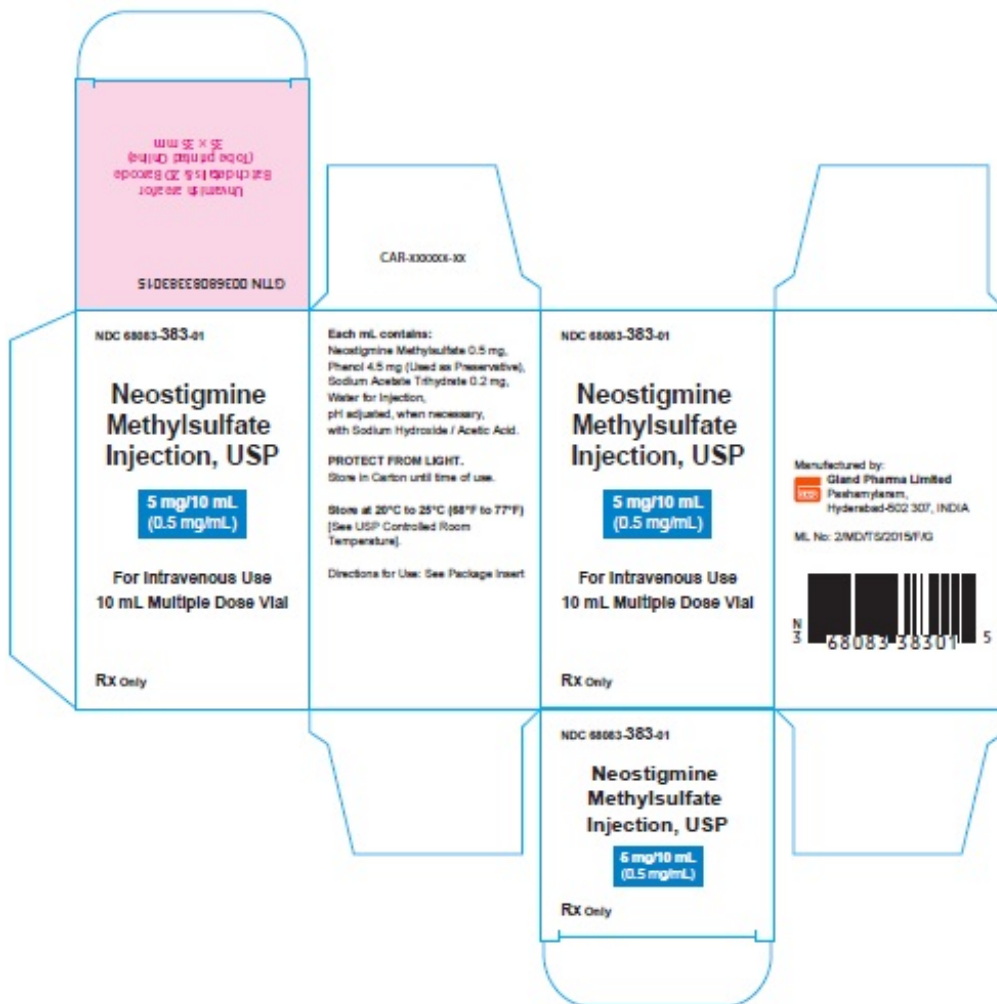 Unvarnish area for
Batch details & 2D Barcode
(To be printed Online)
35 x 35 mm
GTIN 00368083383015
CAR-xxxxxx-xx
NDC 68083-383-01
Neostigmine
Methylsulfate
Injection, USP
5 mg/10 mL
(0.5 mg/mL)
For Intravenous Use
10 mL Multiple Dose Vial
Rx Only
Each mL contains:
Neostigmine Methylsulfate 0.5 mg,
Phenol 4.5 mg (Used as Preservative),
Sodium Acetate Trihydrate 0.2 mg,
Water for Injection,
pH adjusted, when necessary,
with Sodium Hydroxide / Acetic Acid.
PROTECT FROM LIGHT.
Store in Carton until time of use.
Store at 20°C to 25°C (68°F to 77°F)
[See USP Controlled Room
Temperature].
Directions for Use: See Package Insert
NDC 68083-383-01
Neostigmine
Methylsulfate
Injection, USP
5 mg/10 mL
(0.5 mg/mL)
For Intravenous Use
10 mL Multiple Dose Vial
Rx Only
Manufactured by:
Gland Pharma Limited
Pashamylaram,
Hyderabad-502 307, INDIA
ML No: 2/MD/TS/2015/F/G
N
3 68083 38301 5
NDC 68083-383-01
Neostigmine
Methylsulfate
Injection, USP
5 mg/10 mL
(0.5 mg/mL)
Rx Only